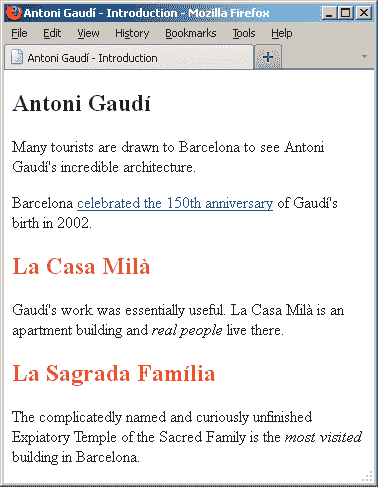 Antoni Gaudí - Introduction - Mozilla Firefox
File Edit View History Bookmarks Tools Help
Antoni Gaudí - Introduction
Antoni Gaudí
Many tourists are drawn to Barcelona to see Antoni
Gaudí's incredible architecture.
Barcelona celebrated the 150th anniversary of Gaudí's
birth in 2002.
La Casa Milà
Gaudí's work was essentially useful. La Casa Milà is an
apartment building and real people live there.
La Sagrada Família
The complicatedly named and curiously unfinished
Expiatory Temple of the Sacred Family is the most visited
building in Barcelona.